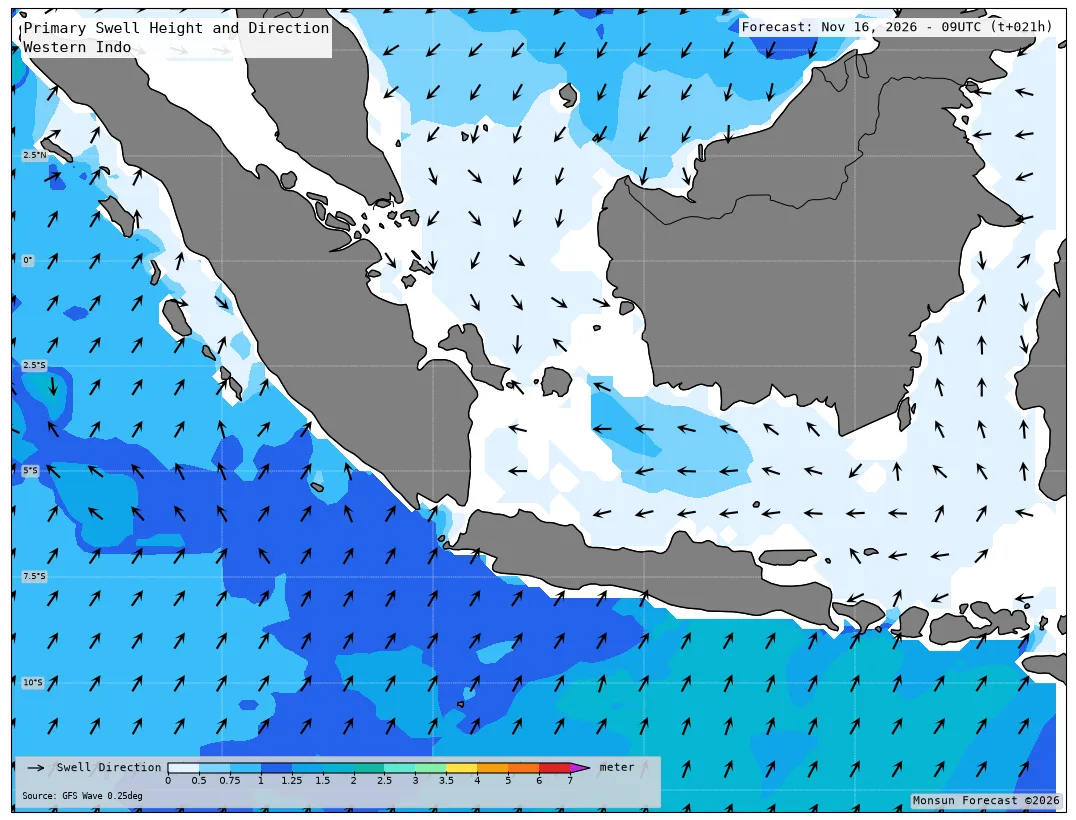 Primary Swell Height and Direction
Western Indo
Forecast: Nov 16, 2026 - 09UTC (t+021h)
2.5°N
0°
2.5°S
5°S
7.5°S
10°S
Swell Direction
0 0.5 0.75 1 1.25 1.5 2 2.5 3 3.5 4 5 6 7
meter
Source: GFS Wave 0.25deg
Monsun Forecast ©2026